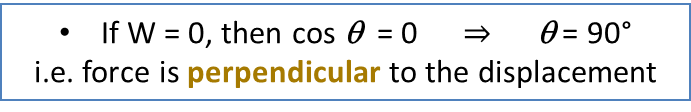 • If W = 0, then cos θ = 0 ⇒ θ = 90°
i.e. force is perpendicular to the displacement